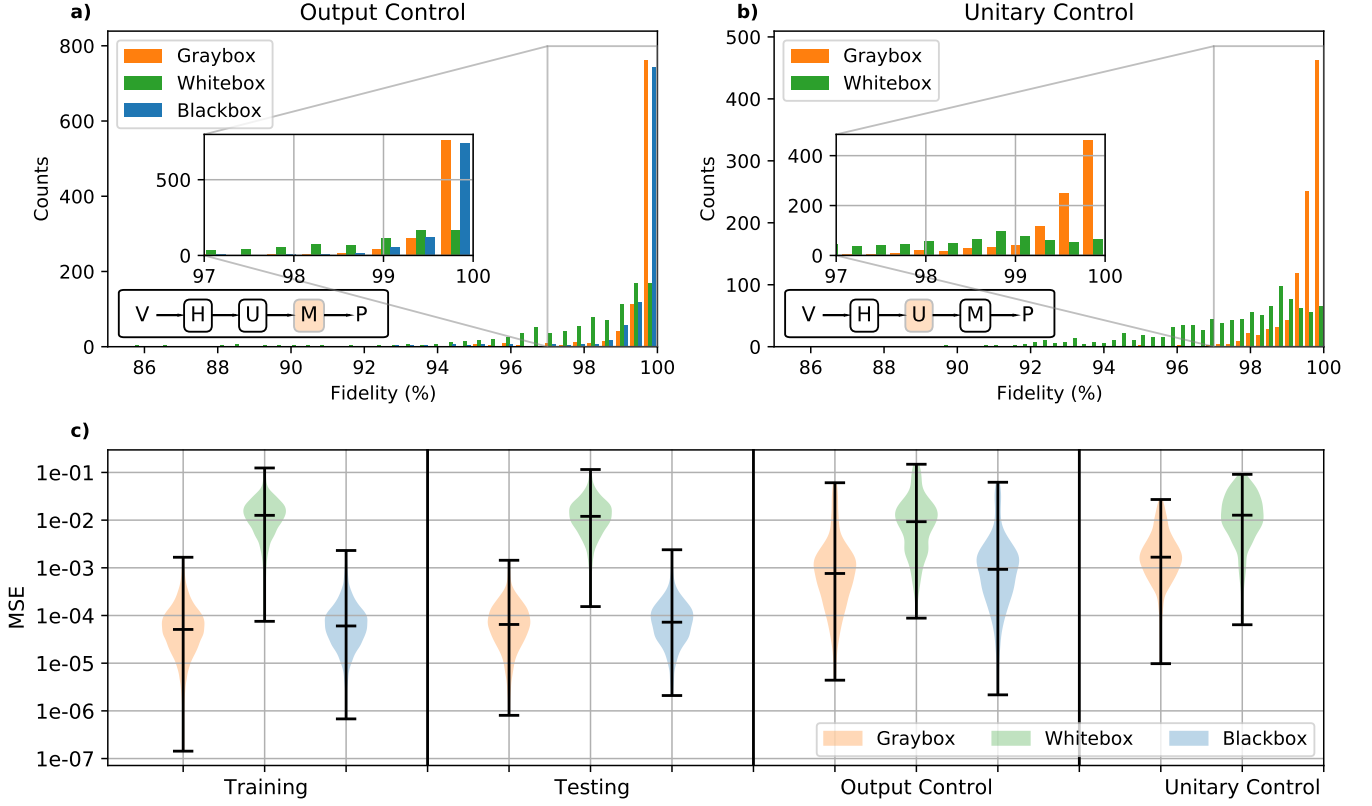 a)
Output Control
Counts
800
600
400
200
0
Graybox
Whitebox
Blackbox
500
0
97 98 99 100
V H U M P
86 88 90 92 94 96 98 100
Fidelity (%)
b)
Unitary Control
Counts
500
400
300
200
100
0
Graybox
Whitebox
400
200
0
97 98 99 100
V H U M P
86 88 90 92 94 96 98 100
Fidelity (%)
c)
MSE
1e-01
1e-02
1e-03
1e-04
1e-05
1e-06
1e-07
Graybox Whitebox Blackbox
Training Testing Output Control Unitary Control